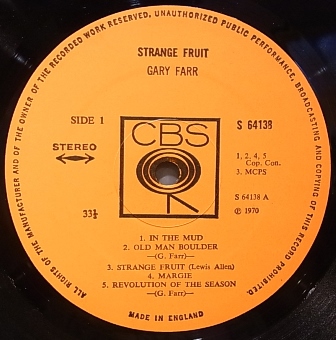 ALL RIGHTS OF THE MANUFACTURER AND OF THE OWNER OF THE RECORDED WORK RESERVED. UNAUTHORIZED PUBLIC PERFORMANCE, BROADCASTING AND COPYING OF THIS RECORD PROHIBITED.
STRANGE FRUIT
GARY FARR
SIDE 1
CBS
S 64138
STEREO
1, 2, 4, 5
Cop. Con.
3. MCPS
33⅓
S 64138 A
℗ 1970
1. IN THE MUD
2. OLD MAN BOULDER
—(G. Farr)—
3. STRANGE FRUIT (Lewis Allen)
4. MARGIE
5. REVOLUTION OF THE SEASON
—(G. Farr)—
MADE IN ENGLAND